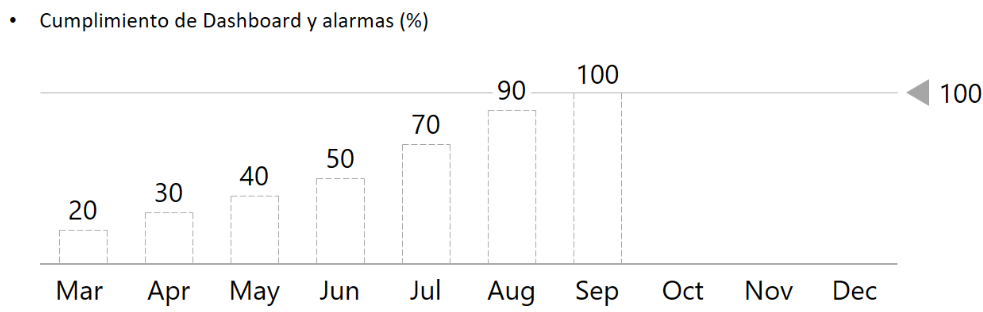 • Cumplimiento de Dashboard y alarmas (%)
20 30 40 50 70 90 100
100
Mar Apr May Jun Jul Aug Sep Oct Nov Dec